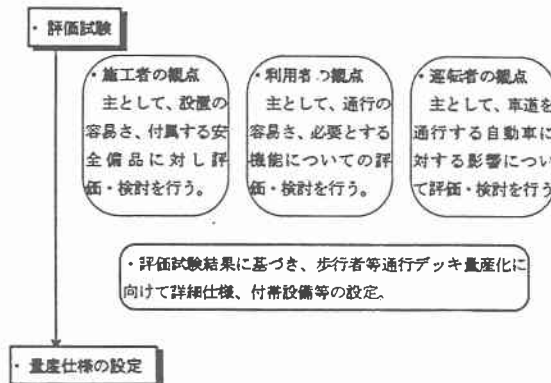 ・評価試験
・施工者の観点
主として、設置の
容易さ、付属する安
全備品に対し評
価・検討を行う。
・利用者の観点
主として、通行の
容易さ、必要とする
機能についての評
価・検討を行う。
・運転者の観点
主として、車道を
通行する自動車に
対する影響につい
て評価・検討を行う
・評価試験結果に基づき、歩行者等通行デッキ量産化に
向けて詳細仕様、付帯設備等の設定。
・量産仕様の設定